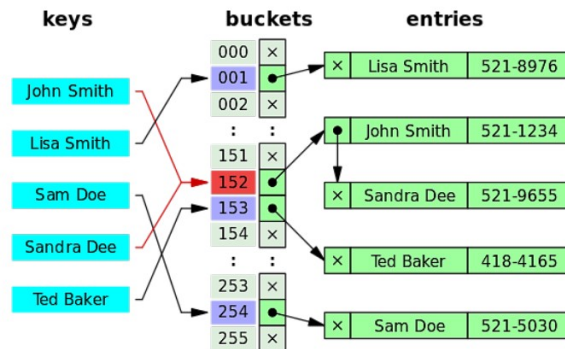 keys
buckets
entries
John Smith
Lisa Smith
Sam Doe
Sandra Dee
Ted Baker
000 ×
001
002 ×
: :
151 ×
152
153
154 ×
: :
253 ×
254
255 ×
× Lisa Smith 521-8976
John Smith 521-1234
× Sandra Dee 521-9655
× Ted Baker 418-4165
× Sam Doe 521-5030